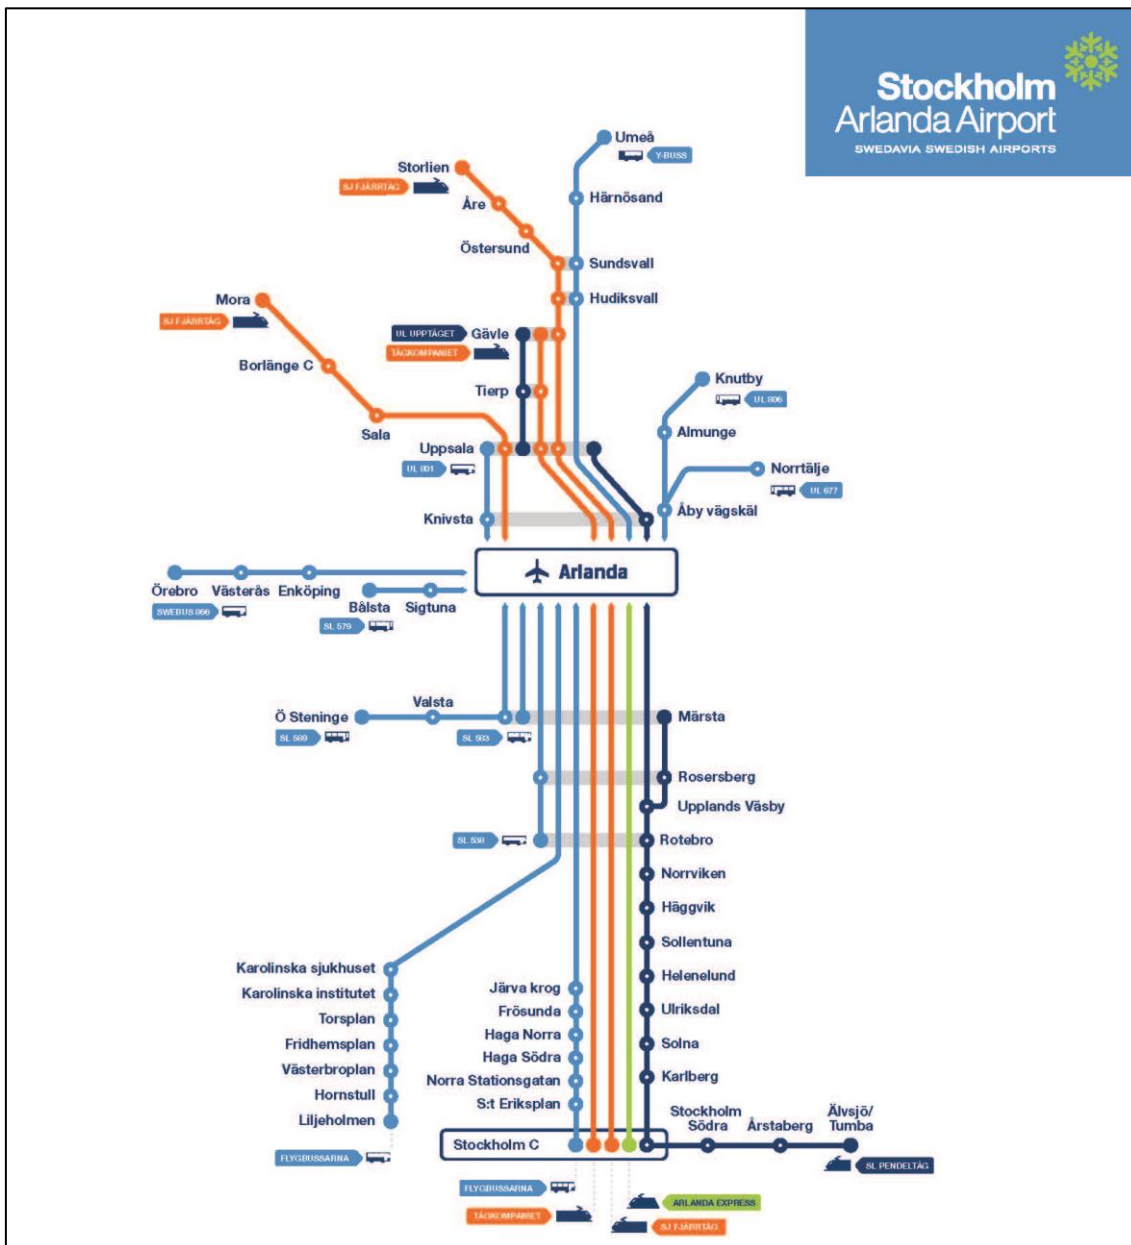 Stockholm
Arlanda Airport
SWEDAVIA SWEDISH AIRPORTS
Umeå
Y-BUSS
Storlien
SJ FJÄRRTÅG
Åre
Härnösand
Östersund
Sundsvall
Mora
Hudiksvall
SJ FJÄRRTÅG
UL UPPTÅGET
Gävle
TÅGKOMPANIET
Borlänge C
Knutby
Tierp
UL 806
Sala
Almunge
Uppsala
UL 801
Norrtälje
UL 677
Knivsta
Åby vägskäl
Arlanda
Örebro
Västerås
Enköping
SWEBUS 866
Bålsta
Sigtuna
SL 579
Valsta
Ö Steninge
Märsta
SL 589
SL 583
Rosersberg
Upplands Väsby
SL 530
Rotebro
Norrviken
Häggvik
Sollentuna
Karolinska sjukhuset
Helenelund
Järva krog
Karolinska institutet
Frösunda
Ulriksdal
Torsplan
Haga Norra
Fridhemsplan
Solna
Haga Södra
Västerbroplan
Norra Stationsgatan
Karlberg
Hornstull
S:t Eriksplan
Liljeholmen
Stockholm C
Stockholm
Södra
Årstaberg
Älvsjö/
Tumba
FLYGBUSSARNA
SL PENDELTÅG
FLYGBUSSARNA
ARLANDA EXPRESS
TÅGKOMPANIET
SJ FJÄRRTÅG